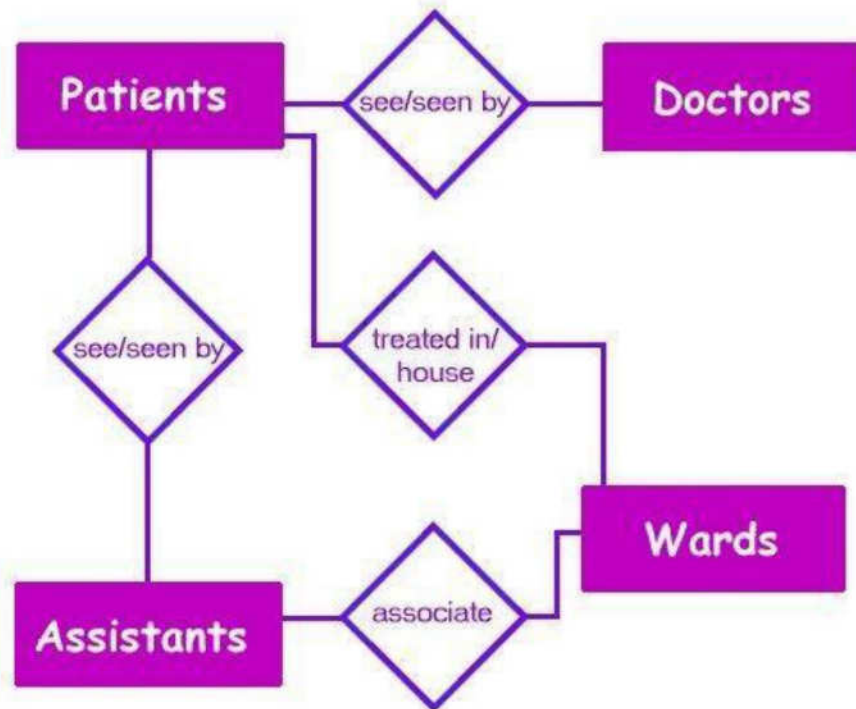 Patients
see/seen by
Doctors
see/seen by
treated in/
house
Wards
associate
Assistants